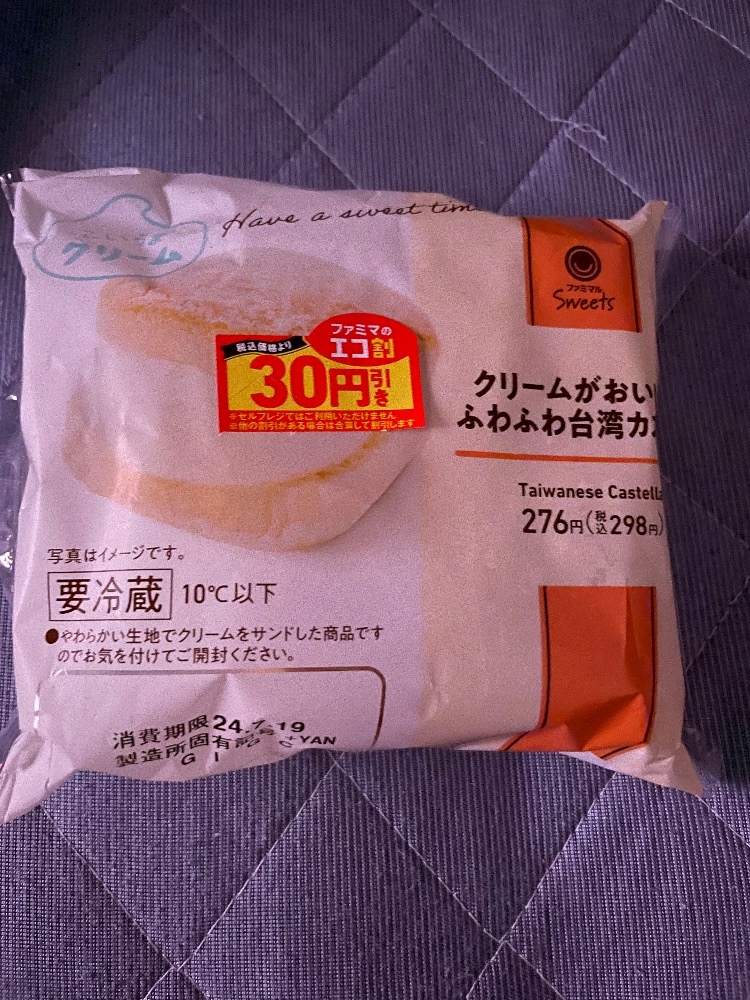 Have a sweet tim
クリーム
ファミマル
Sweets
ファミマの
エコ割
税込価格より
30円引き
※セルフレジではご利用いただけません
※他の割引がある場合は合算して割引します
クリームがおい
ふわふわ台湾カ
Taiwanese Castella
276円(税込298円)
写真はイメージです。
要冷蔵 10℃以下
●やわらかい生地でクリームをサンドした商品です
のでお気を付けてご開封ください。
消費期限 24.7.19
製造所固有記号 +YAN